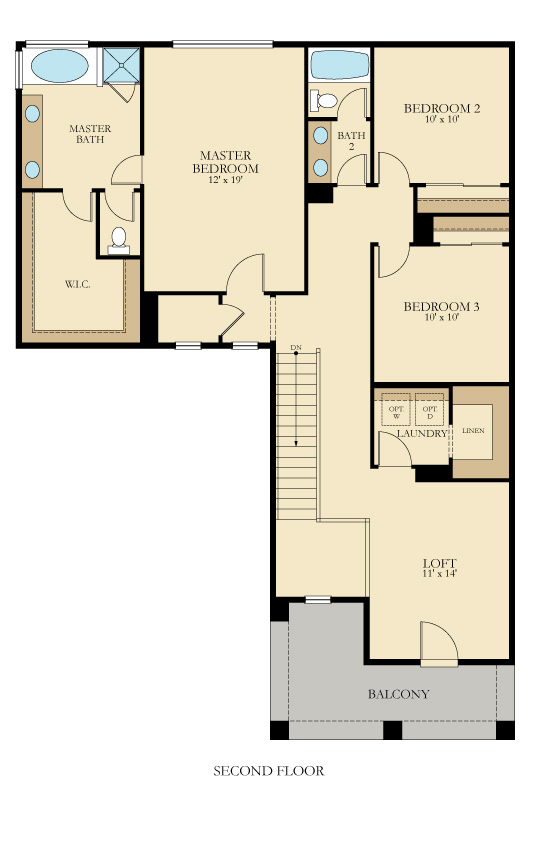 MASTER
BATH
MASTER
BEDROOM
12' x 19'
BATH
2
BEDROOM 2
10' x 10'
W.I.C.
BEDROOM 3
10' x 10'
DN
OPT.
W
OPT.
D
LAUNDRY
LINEN
LOFT
11' x 14'
BALCONY
SECOND FLOOR